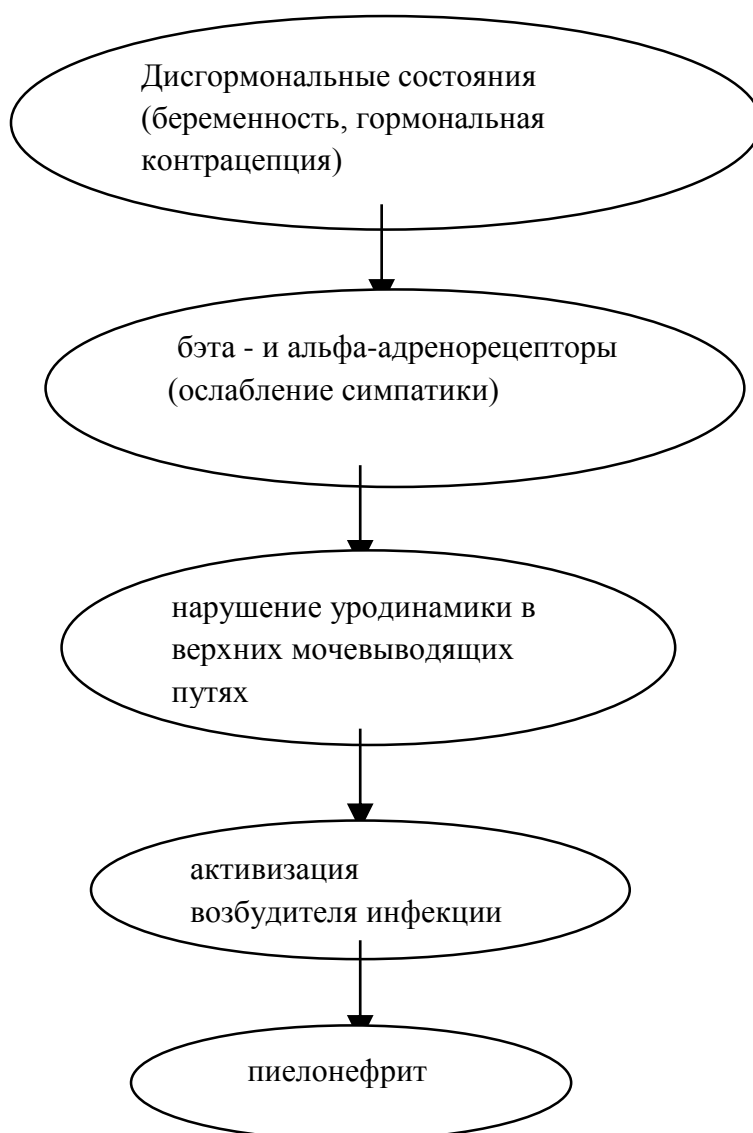 Дисгормональные состояния
(беременность, гормональная
контрацепция)
бэта - и альфа-адренорецепторы
(ослабление симпатики)
нарушение уродинамики в
верхних мочевыводящих
путях
активизация
возбудителя инфекции
пиелонефрит